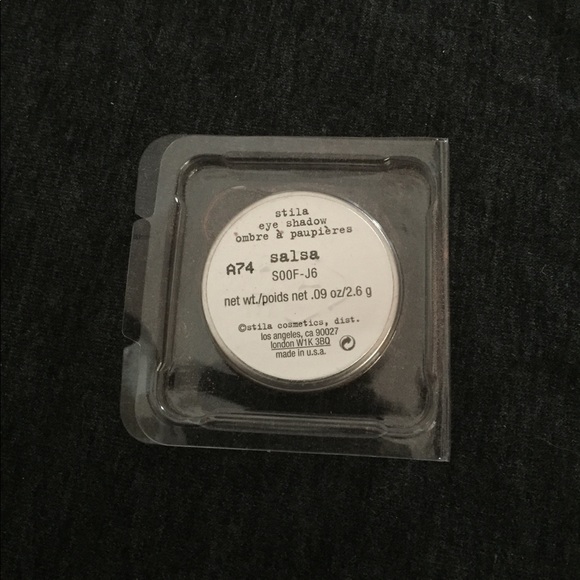 stila
eye shadow
ombre à paupières
A74 salsa
S00F-J6
net wt./poids net .09 oz/2.6 g
©stila cosmetics, dist.
los angeles, ca 90027
london W1K 3BQ
made in u.s.a.